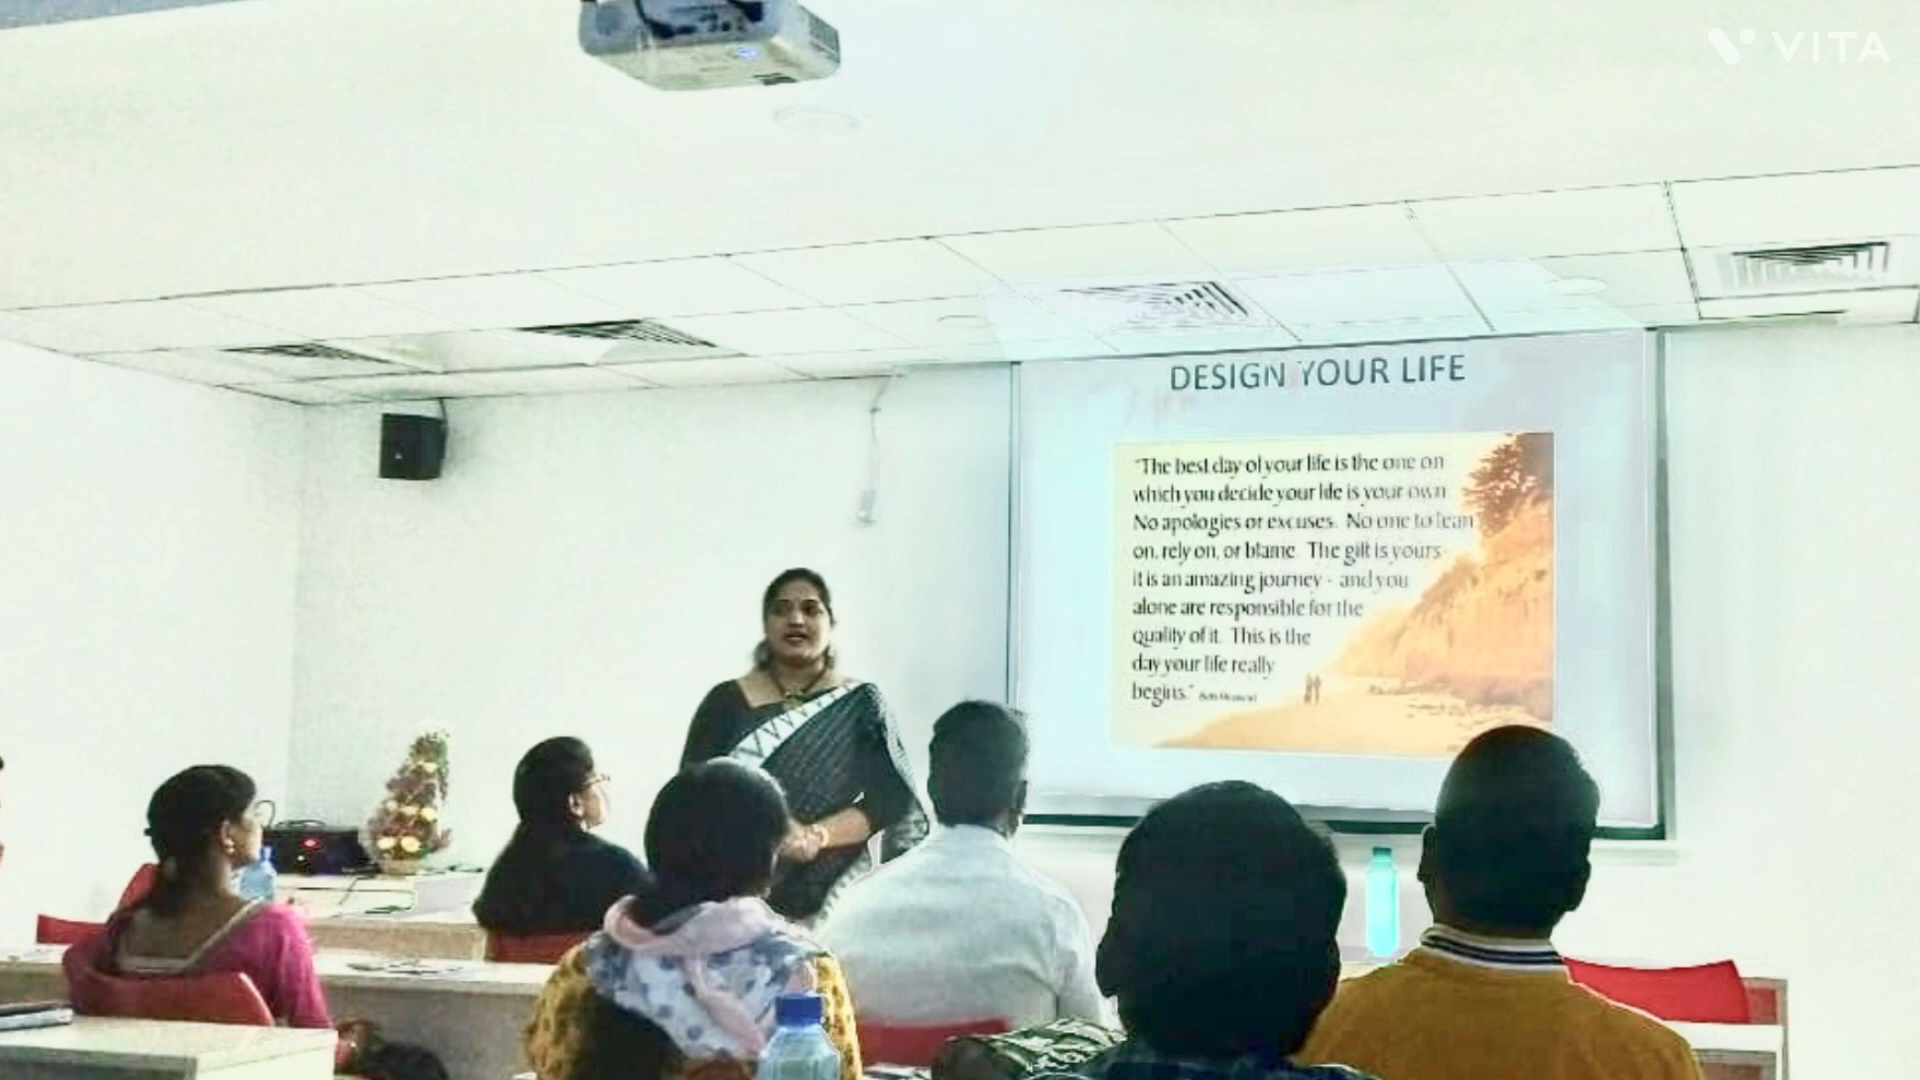 VITA
DESIGN YOUR LIFE
"The best day of your life is the one on
which you decide your life is your own
No apologies or excuses. No one to lean
on, rely on, or blame. The gift is yours-
it is an amazing journey - and you
alone are responsible for the
quality of it. This is the
day your life really
begins."